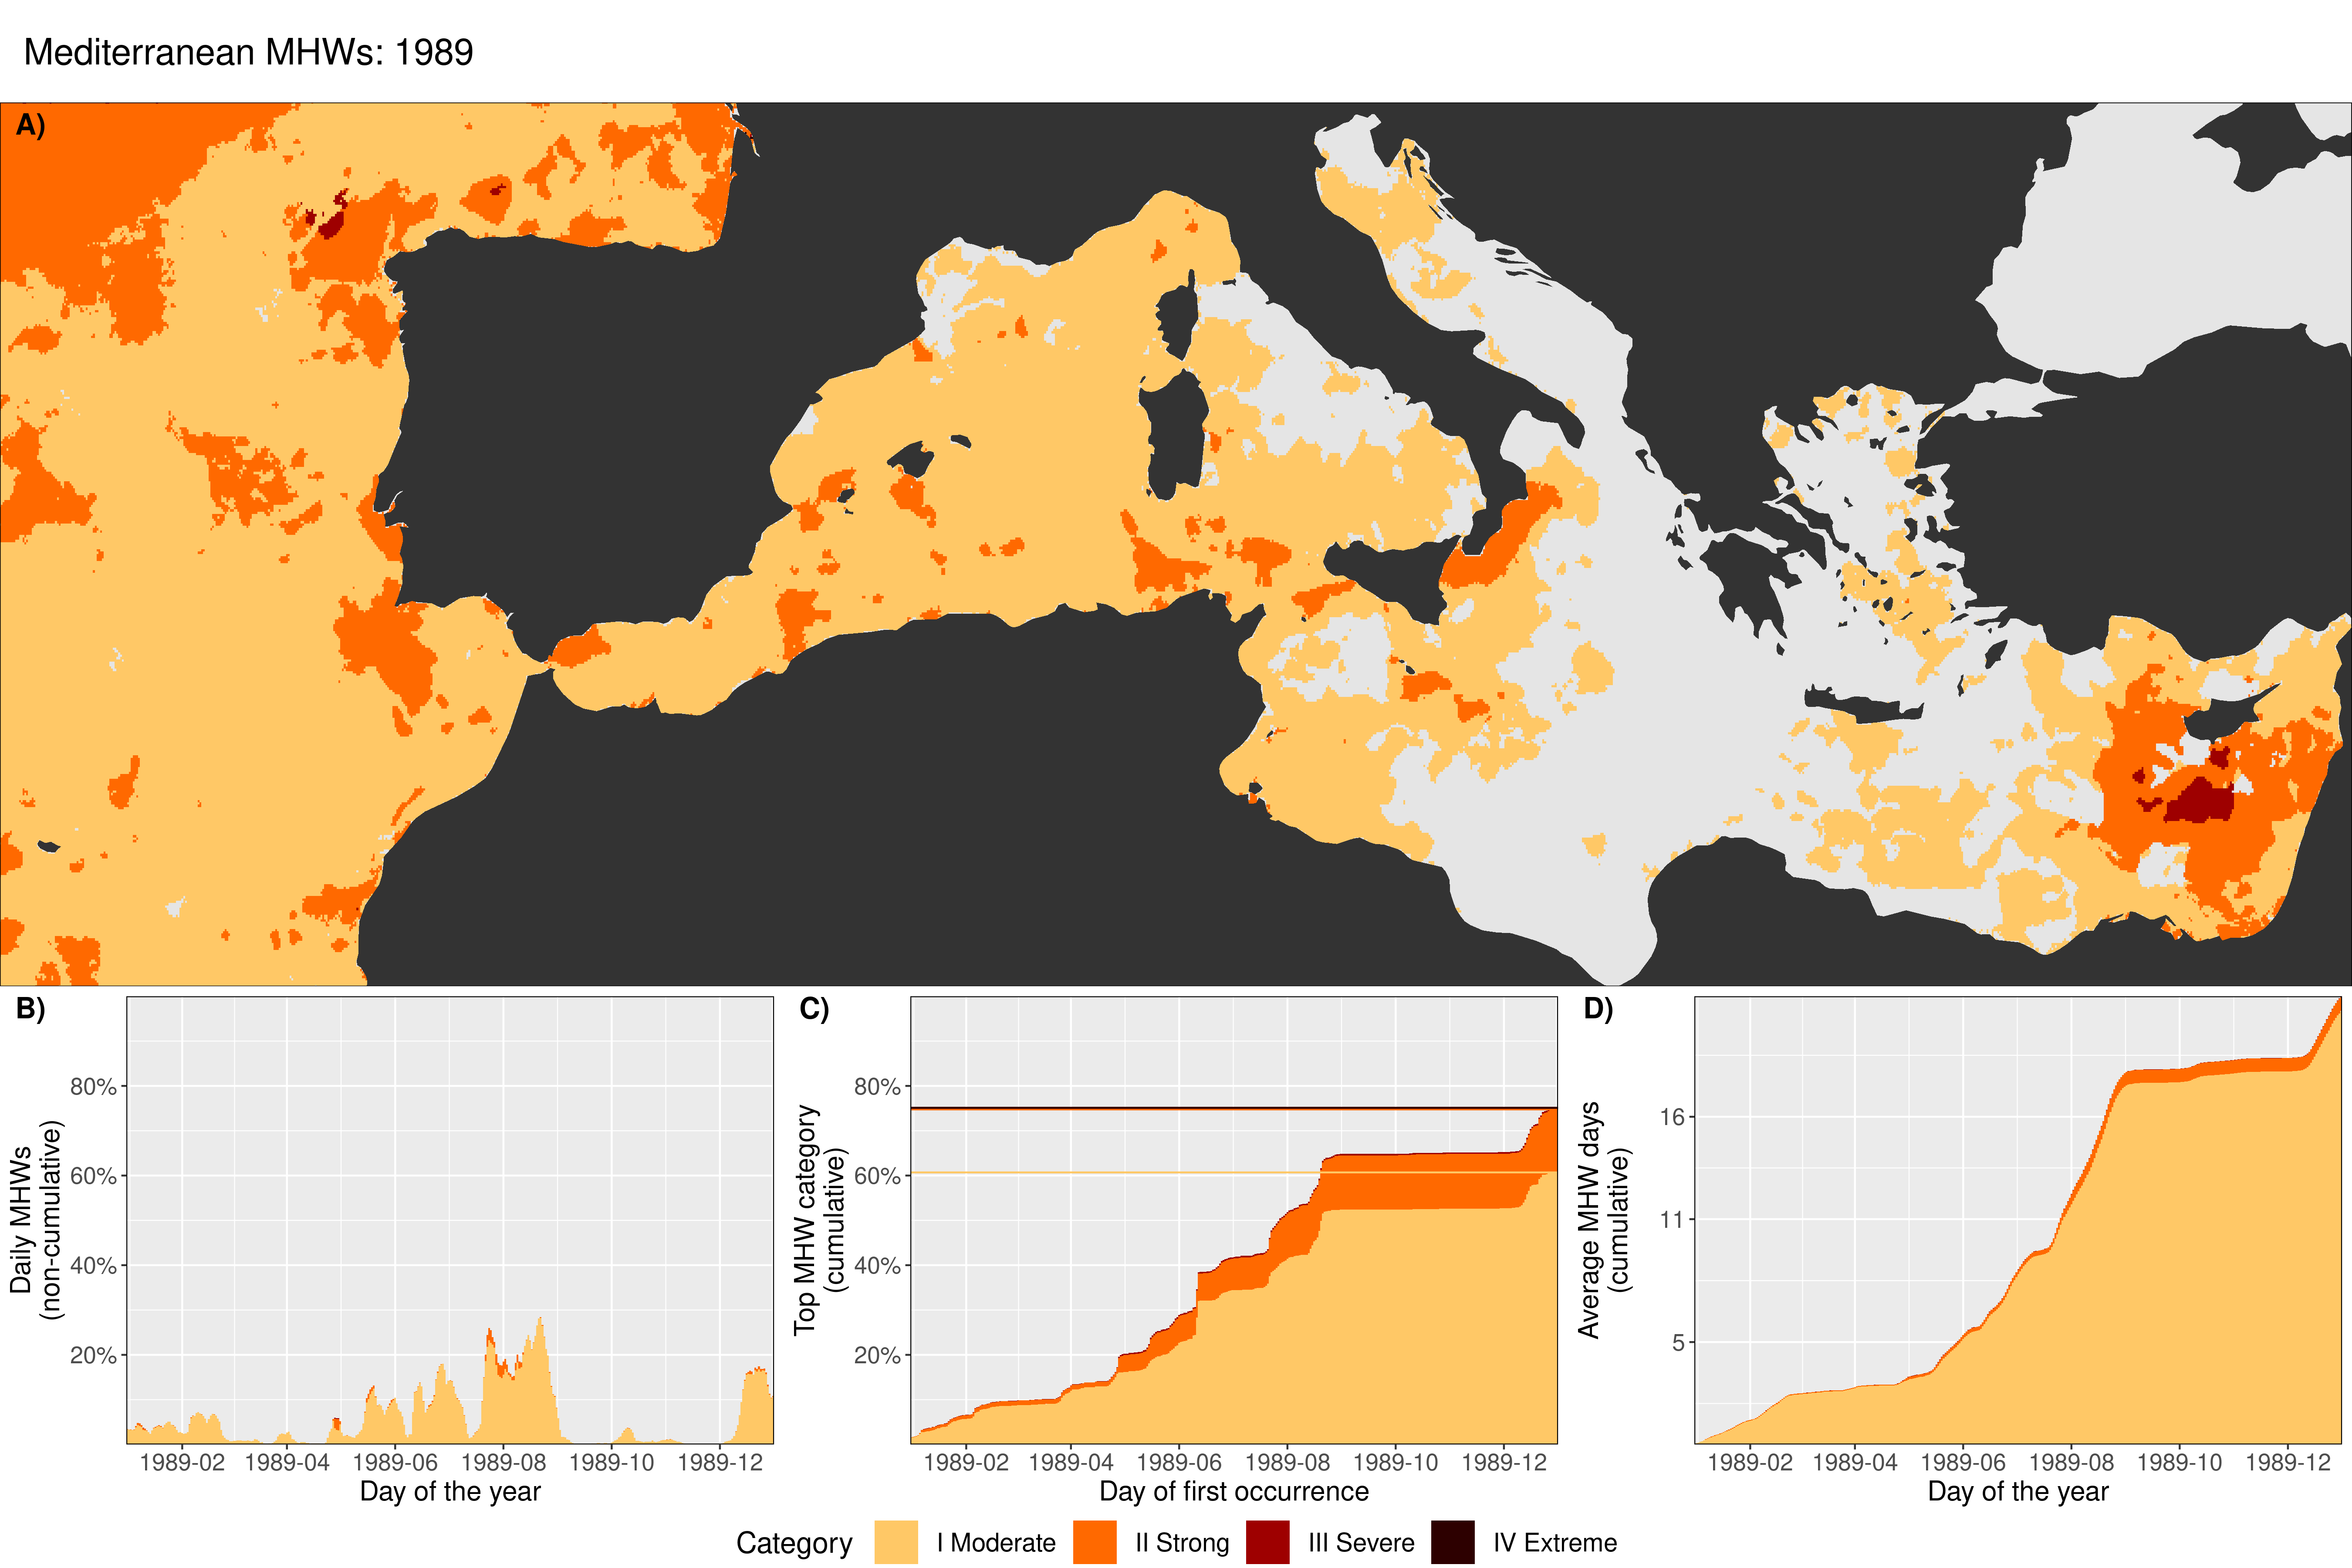 Mediterranean MHWs: 1989
A)
B)
Daily MHWs
(non-cumulative)
80%
60%
40%
20%
1989-02 1989-04 1989-06 1989-08 1989-10 1989-12
Day of the year
C)
Top MHW category
(cumulative)
80%
60%
40%
20%
1989-02 1989-04 1989-06 1989-08 1989-10 1989-12
Day of first occurrence
D)
Average MHW days
(cumulative)
16
11
5
1989-02 1989-04 1989-06 1989-08 1989-10 1989-12
Day of the year
Category I Moderate II Strong III Severe IV Extreme